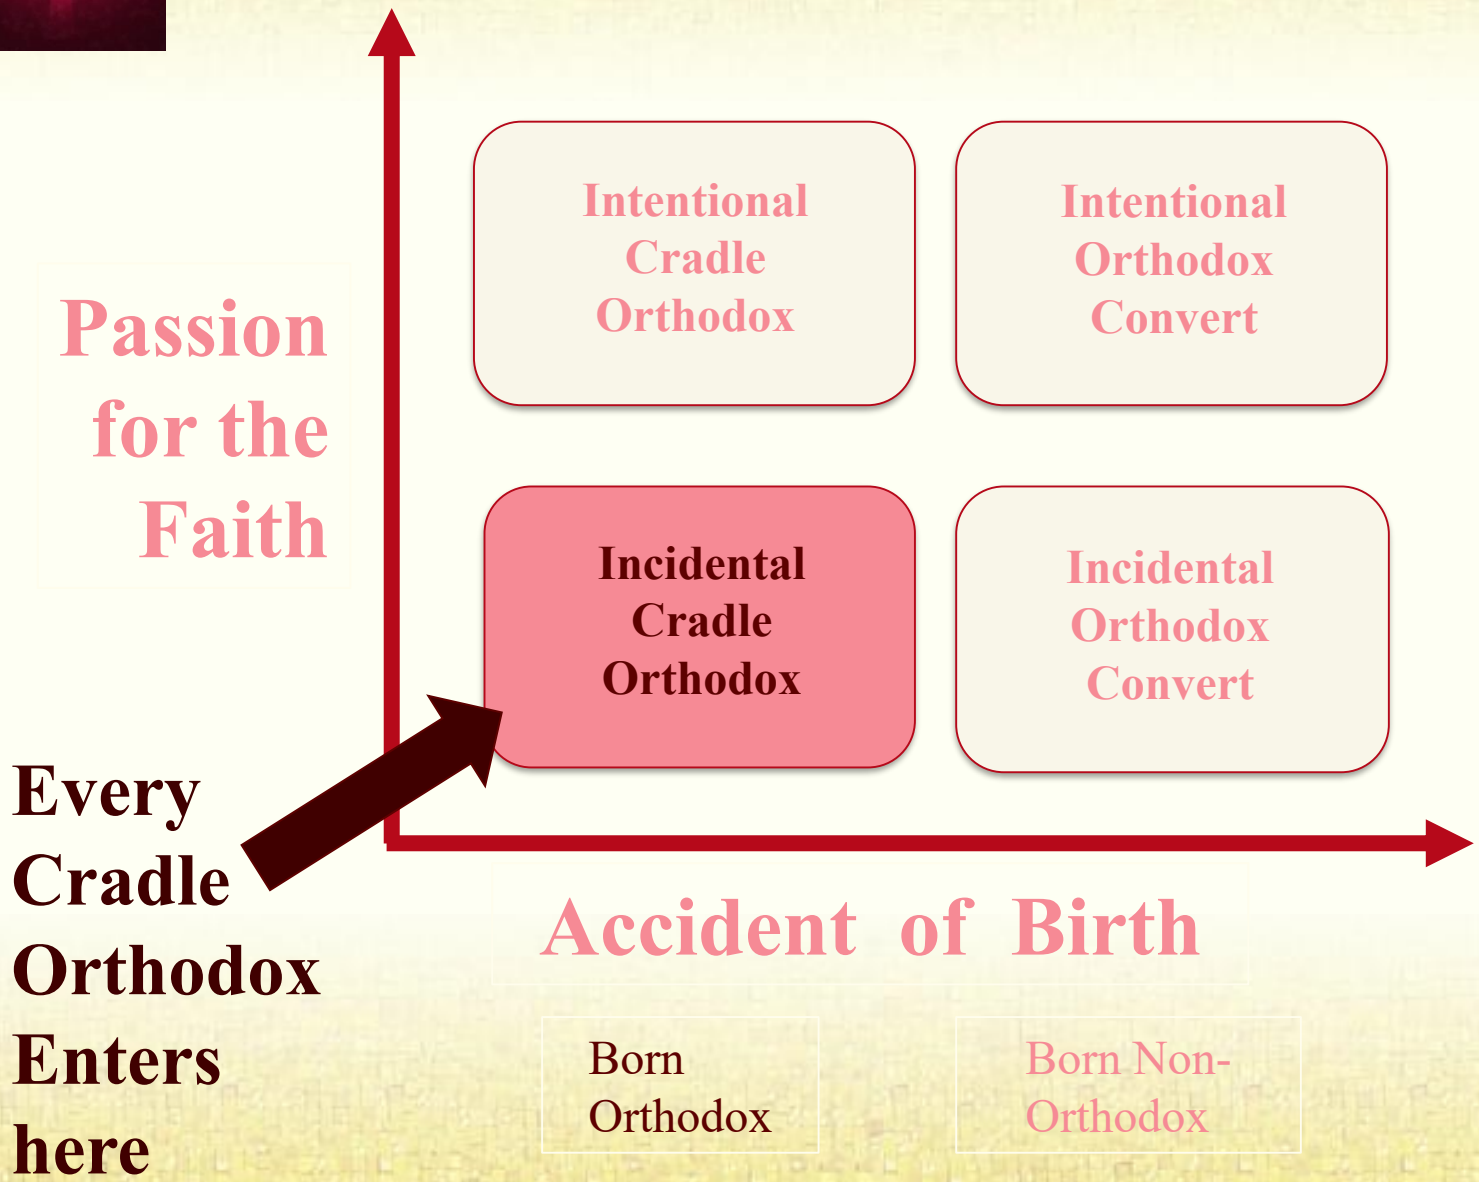 Intentional
Cradle
Orthodox
Intentional
Orthodox
Convert
Passion
for the
Faith
Incidental
Cradle
Orthodox
Incidental
Orthodox
Convert
Every
Cradle
Orthodox
Enters
here
Accident of Birth
Born
Orthodox
Born Non-
Orthodox